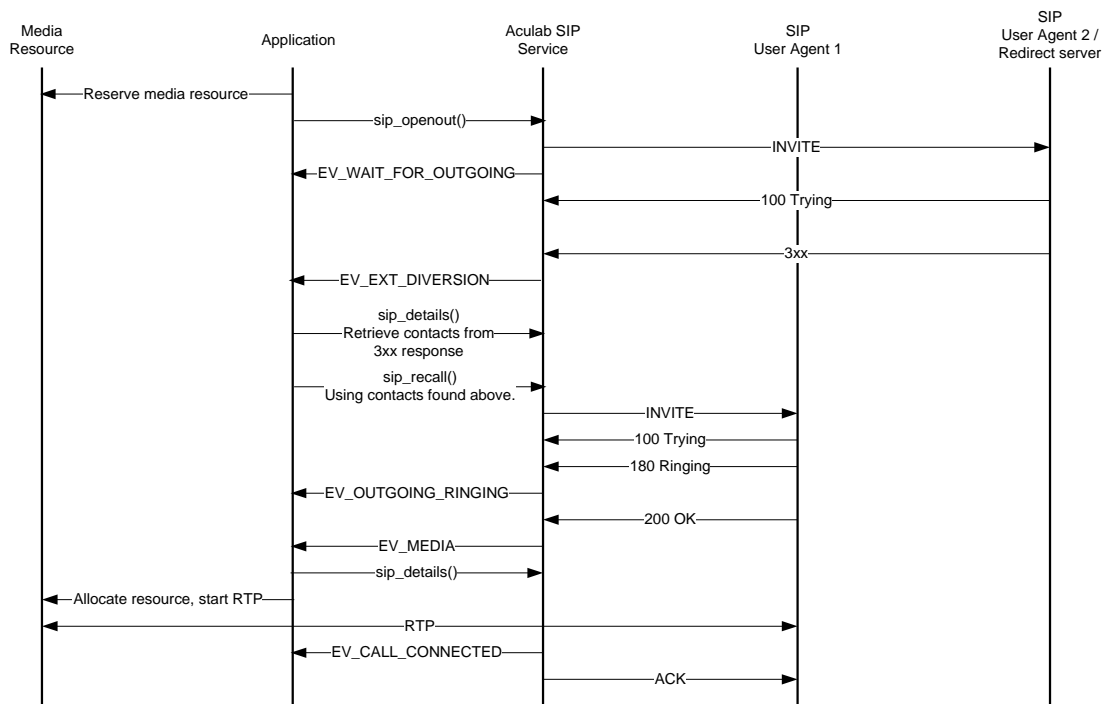 Media
Resource
Application
Aculab SIP
Service
SIP
User Agent 1
SIP
User Agent 2 /
Redirect server
Reserve media resource
sip_openout()
INVITE
EV_WAIT_FOR_OUTGOING
100 Trying
3xx
EV_EXT_DIVERSION
sip_details()
Retrieve contacts from
3xx response
sip_recall()
Using contacts found above.
INVITE
100 Trying
180 Ringing
EV_OUTGOING_RINGING
200 OK
EV_MEDIA
sip_details()
Allocate resource, start RTP
RTP
EV_CALL_CONNECTED
ACK